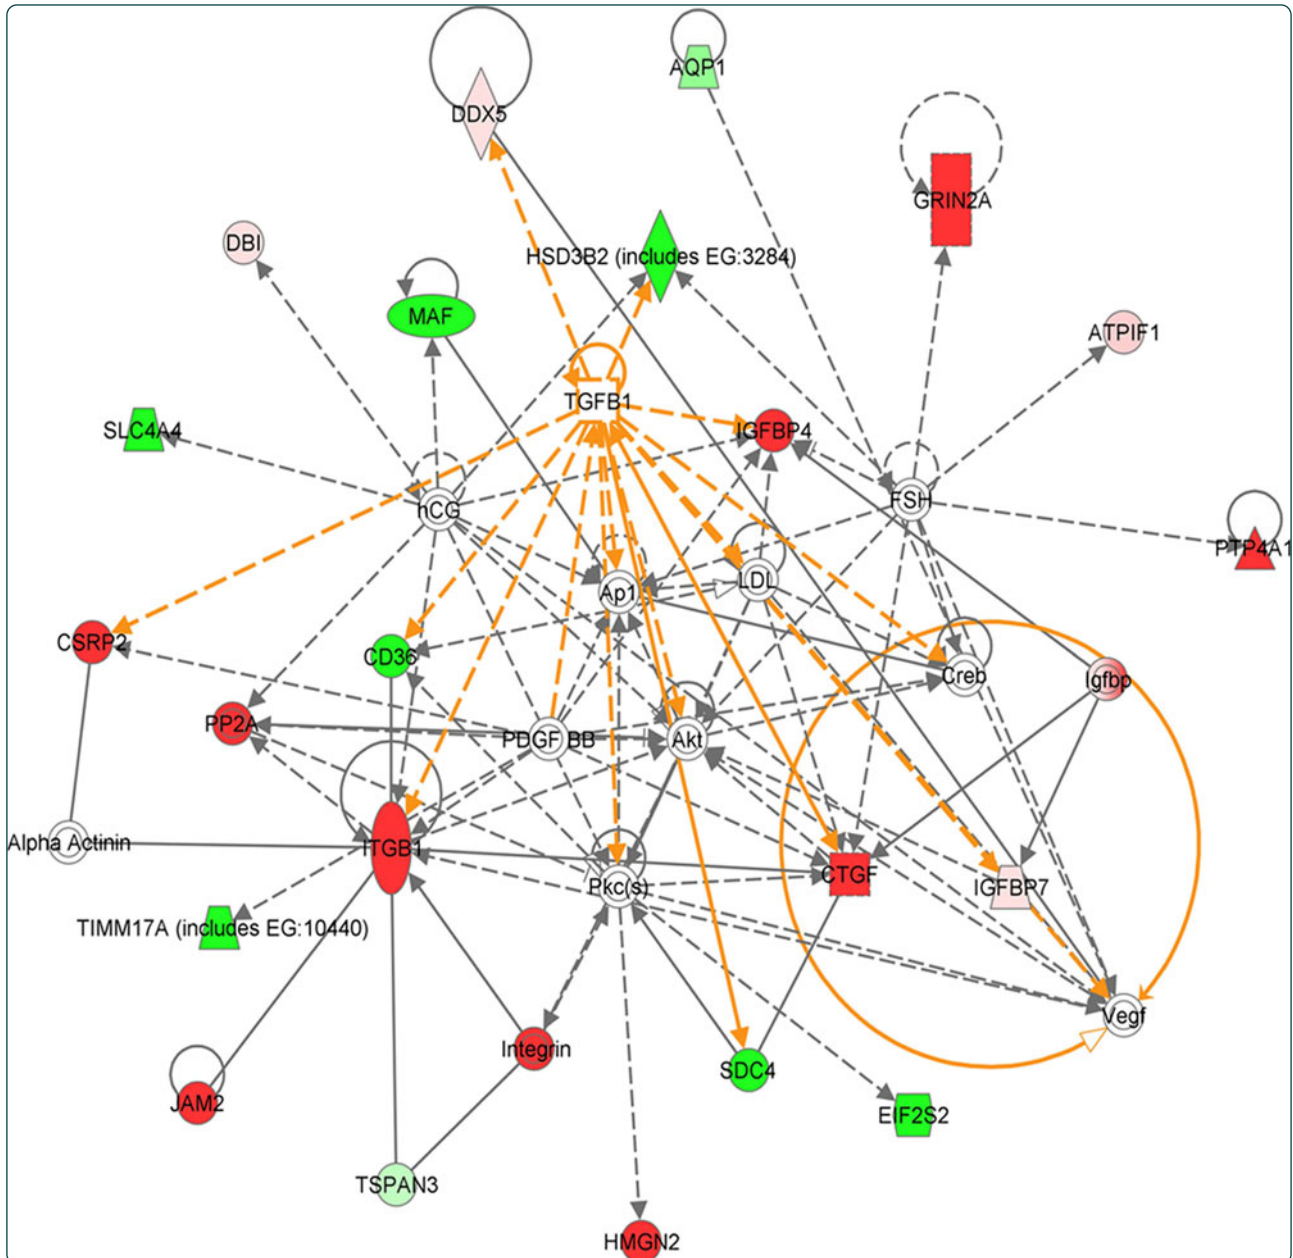 AQP1
DDX5
GRIN2A
DBI
HSD3B2 (includes EG:3284)
MAF
ATPIF1
TGFB1
SLC4A4
IGFBP4
hCG
FSH
PTP4A1
Ap1
LDL
CSRP2
CD36
Creb
Igfbp
PP2A
PDGF BB
Akt
Alpha Actinin
ITGB1
CTGF
Pkc(s)
IGFBP7
TIMM17A (includes EG:10440)
Vegf
Integrin
SDC4
JAM2
EIF2S2
TSPAN3
HMGN2